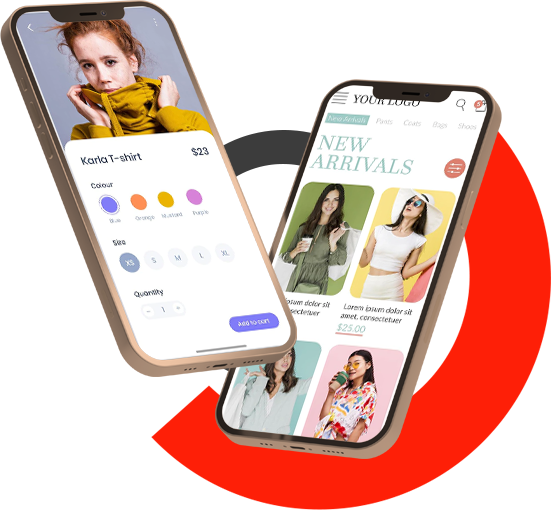 Karla T-shirt
$23
Colour
Blue
Orange
Mustard
Purple
Size
XS
S
M
L
XL
Quantity
- 1 +
Add to cart
YOUR LOGO
New Arrivals
Pants
Coats
Bags
Shoes
NEW
ARRIVALS
ipsum dolor sit
consectetuer
Lorem ipsum dolor sit
amet, consectetuer
$25.00